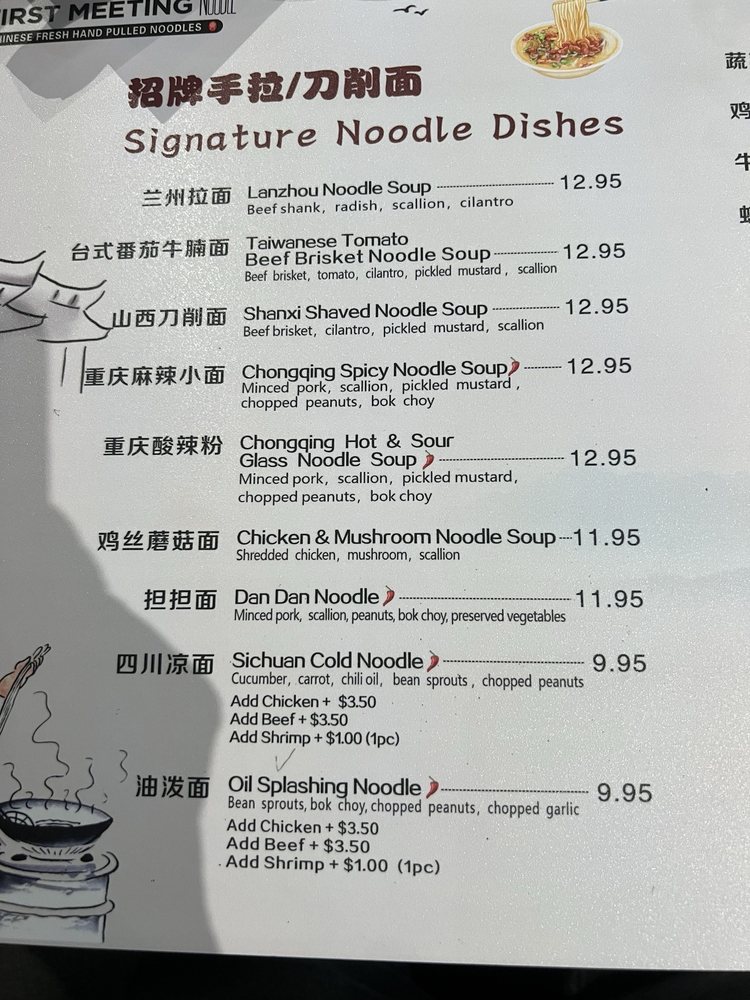 FIRST MEETING NOODLE
CHINESE FRESH HAND PULLED NOODLES
招牌手拉/刀削面
Signature Noodle Dishes
兰州拉面 Lanzhou Noodle Soup 12.95
Beef shank, radish, scallion, cilantro
台式番茄牛腩面 Taiwanese Tomato
Beef Brisket Noodle Soup 12.95
Beef brisket, tomato, cilantro, pickled mustard, scallion
山西刀削面 Shanxi Shaved Noodle Soup 12.95
Beef brisket, cilantro, pickled mustard, scallion
重庆麻辣小面 Chongqing Spicy Noodle Soup 12.95
Minced pork, scallion, pickled mustard,
chopped peanuts, bok choy
重庆酸辣粉 Chongqing Hot & Sour
Glass Noodle Soup 12.95
Minced pork, scallion, pickled mustard,
chopped peanuts, bok choy
鸡丝蘑菇面 Chicken & Mushroom Noodle Soup 11.95
Shredded chicken, mushroom, scallion
担担面 Dan Dan Noodle 11.95
Minced pork, scallion, peanuts, bok choy, preserved vegetables
四川凉面 Sichuan Cold Noodle 9.95
Cucumber, carrot, chili oil, bean sprouts, chopped peanuts
Add Chicken + $3.50
Add Beef + $3.50
Add Shrimp + $1.00 (1pc)
油泼面 Oil Splashing Noodle 9.95
Bean sprouts, bok choy, chopped peanuts, chopped garlic
Add Chicken + $3.50
Add Beef + $3.50
Add Shrimp + $1.00 (1pc)
蔬
鸡
牛